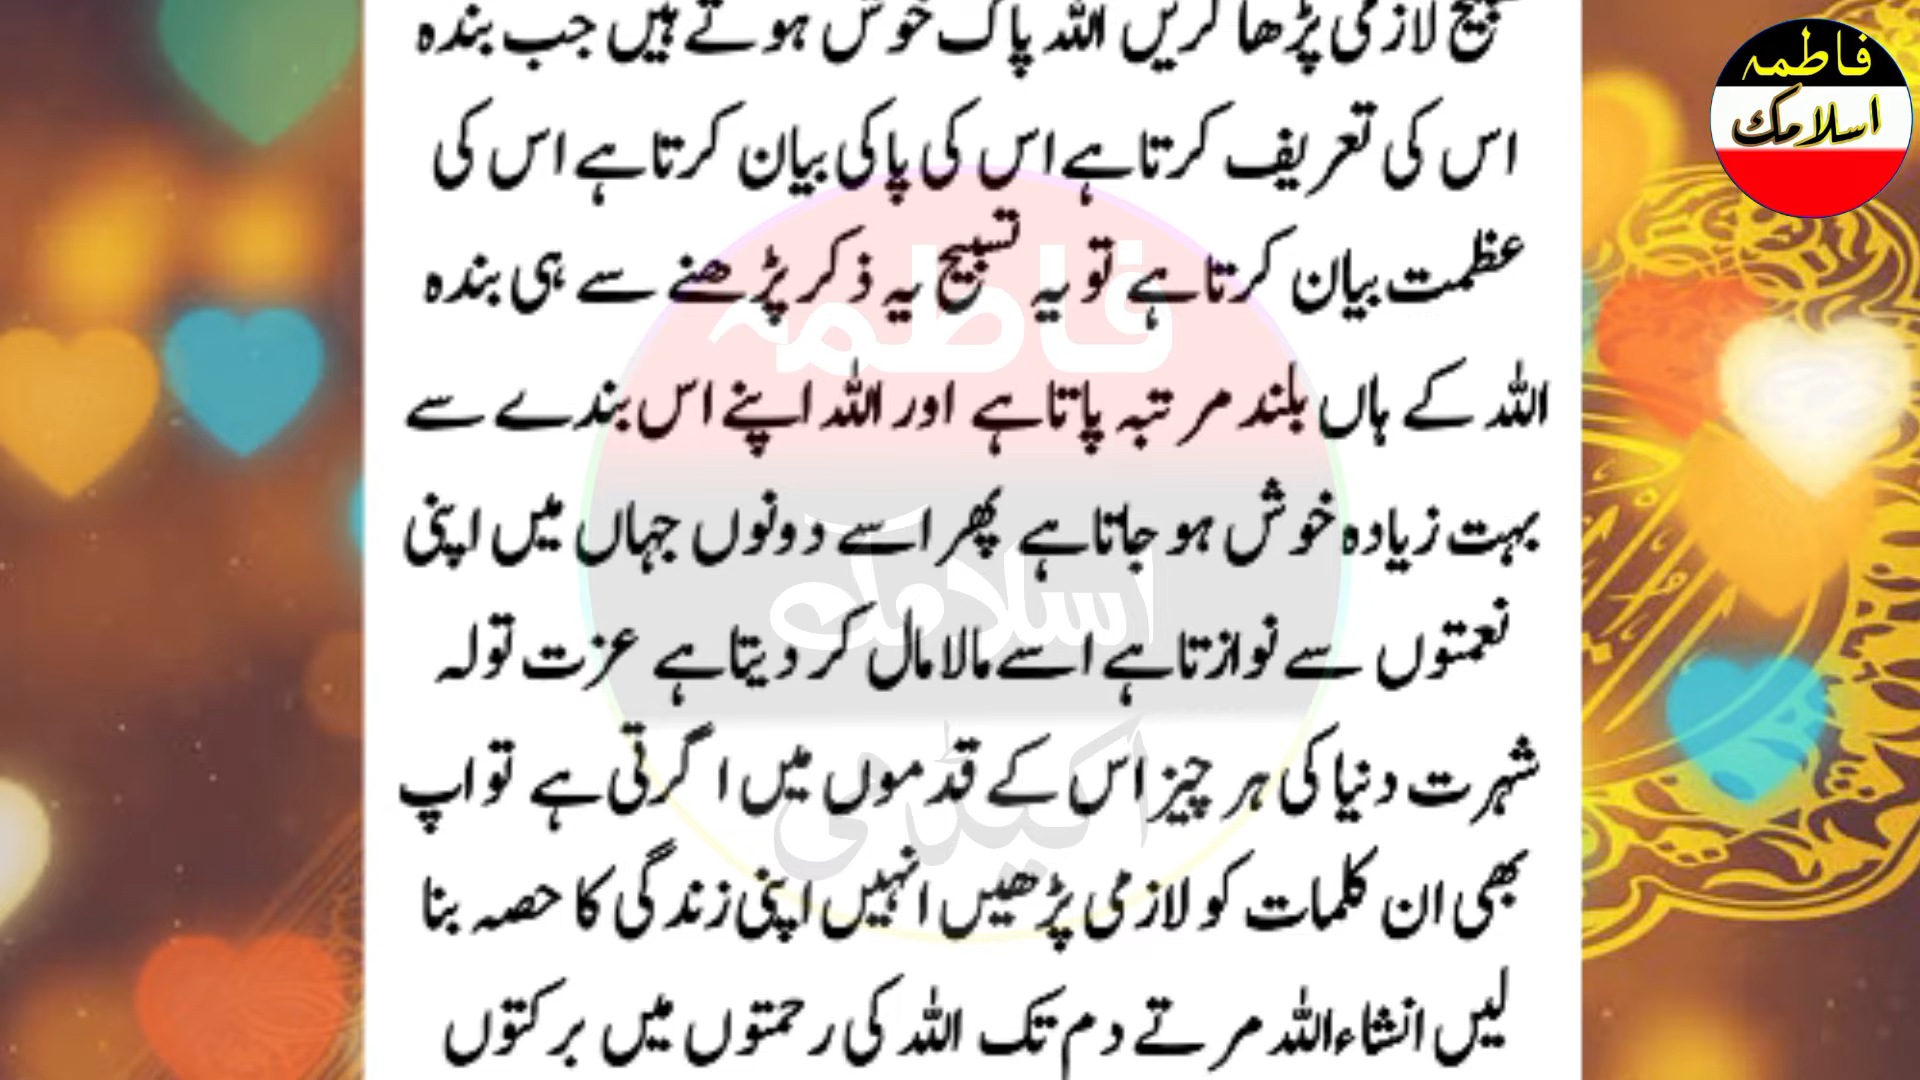 تسبیح لازمی پڑھا کریں اللہ پاک خوش ہوتے ہیں جب بندہ
اس کی تعریف کرتا ہے اس کی پاکی بیان کرتا ہے اس کی
عظمت بیان کرتا ہے تو یہ تسبیح یہ ذکر پڑھنے سے ہی بندہ
اللہ کے ہاں بلند مرتبہ پاتا ہے اور اللہ اپنے اس بندے سے
بہت زیادہ خوش ہو جاتا ہے پھر اسے دونوں جہاں میں اپنی
نعمتوں سے نوازتا ہے اسے مالا مال کر دیتا ہے عزت تولہ
شہرت دنیا کی ہر چیز اس کے قدموں میں ا گرتی ہے تو اپ
بھی ان کلمات کو لازمی پڑھیں انہیں اپنی زندگی کا حصہ بنا
لیں انشاءاللہ مرتے دم تک اللہ کی رحمتوں میں برکتوں
فاطمہ
اسلامک
فاطمہ
اسلامک
اکیڈمی